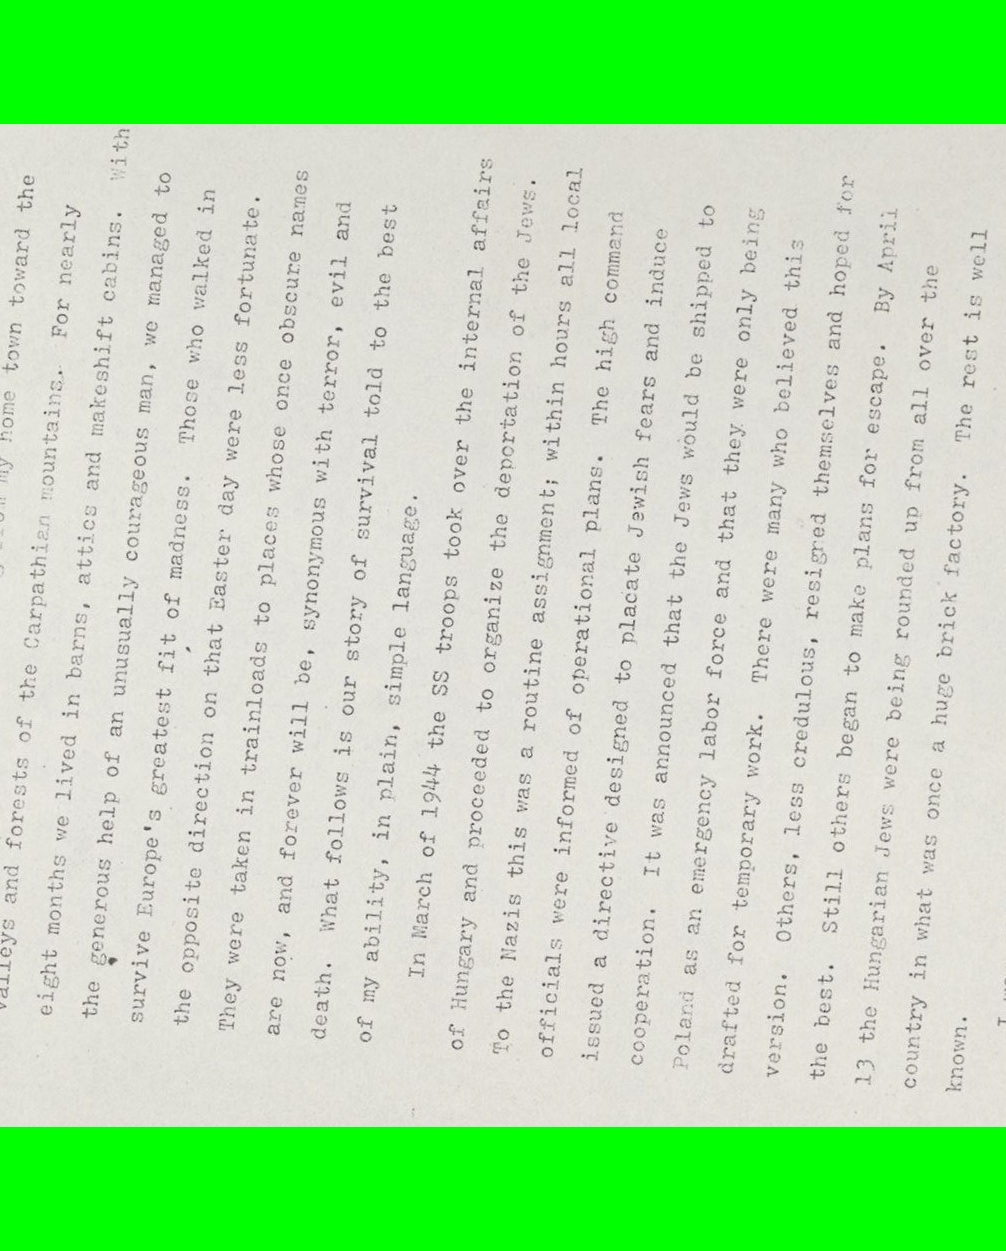 my home town toward the
valleys and forests of the Carpathian mountains. For nearly
eight months we lived in barns, attics and makeshift cabins. With
the generous help of an unusually courageous man, we managed to
survive Europe's greatest fit of madness. Those who walked in
the opposite direction on that Easter day were less fortunate.
They were taken in trainloads to places whose once obscure names
are now, and forever will be, synonymous with terror, evil and
death. What follows is our story of survival told to the best
of my ability, in plain, simple language.
In March of 1944 the SS troops took over the internal affairs
of Hungary and proceeded to organize the deportation of the Jews.
To the Nazis this was a routine assignment; within hours all local
officials were informed of operational plans. The high command
issued a directive designed to placate Jewish fears and induce
cooperation. It was announced that the Jews would be shipped to
Poland as an emergency labor force and that they were only being
drafted for temporary work. There were many who believed this
version. Others, less credulous, resigred themselves and hoped for
the best. Still others began to make plans for escape. By April
13 the Hungarian Jews were being rounded up from all over the
country in what was once a huge brick factory. The rest is well
known.